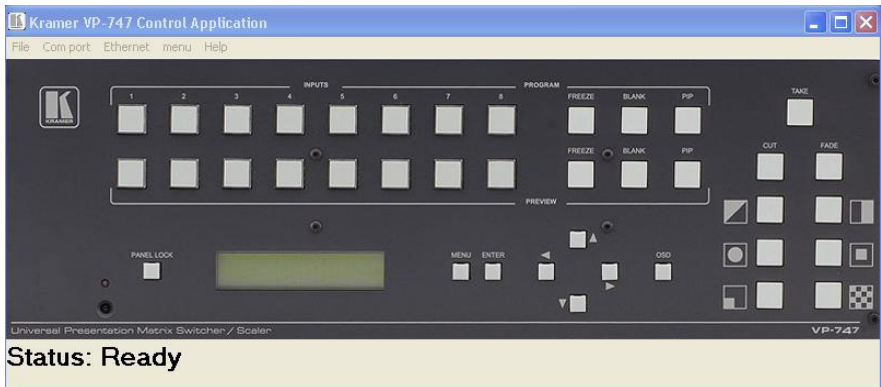 Kramer VP-747 Control Application
File Com port Ethernet menu Help
INPUTS PROGRAM
1 2 3 4 5 6 7 8 FREEZE BLANK PIP
TAKE
KRAMER
FREEZE BLANK PIP
CUT FADE
PREVIEW
PANEL LOCK MENU ENTER OSD
Universal Presentation Matrix Switcher / Scaler VP-747
Status: Ready